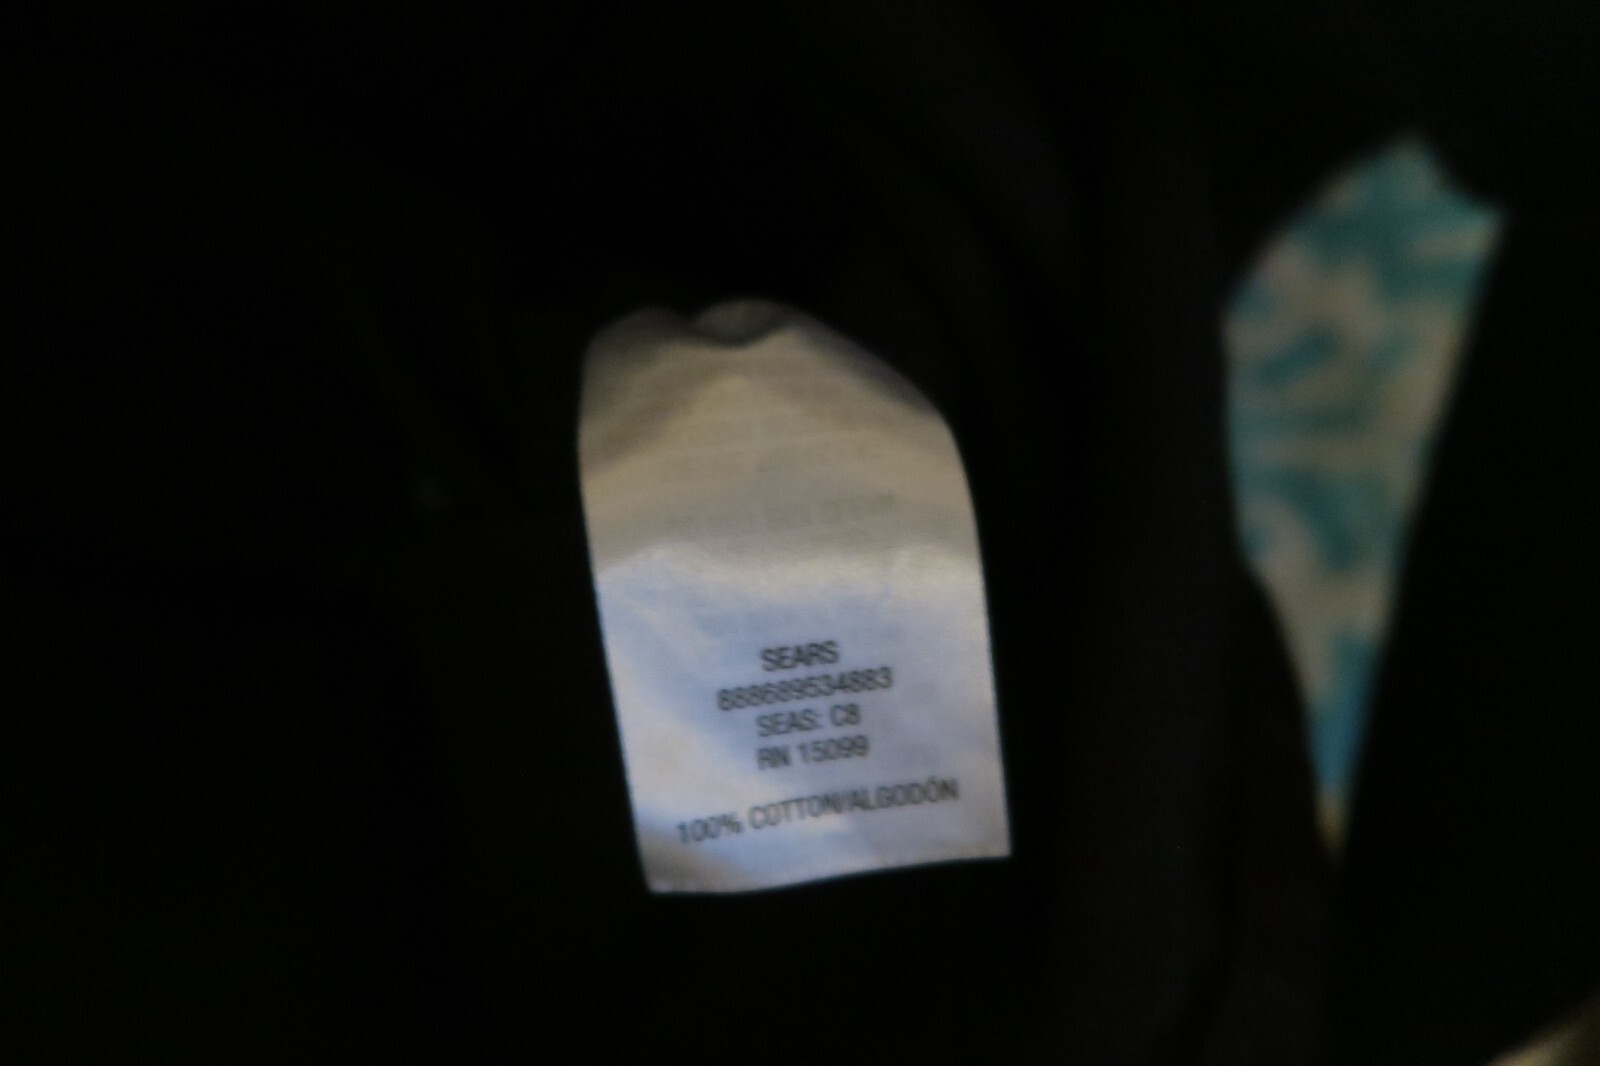 SEARS
888689534883
SEAS: C8
RN 15099
100% COTTON/ALGODÓN